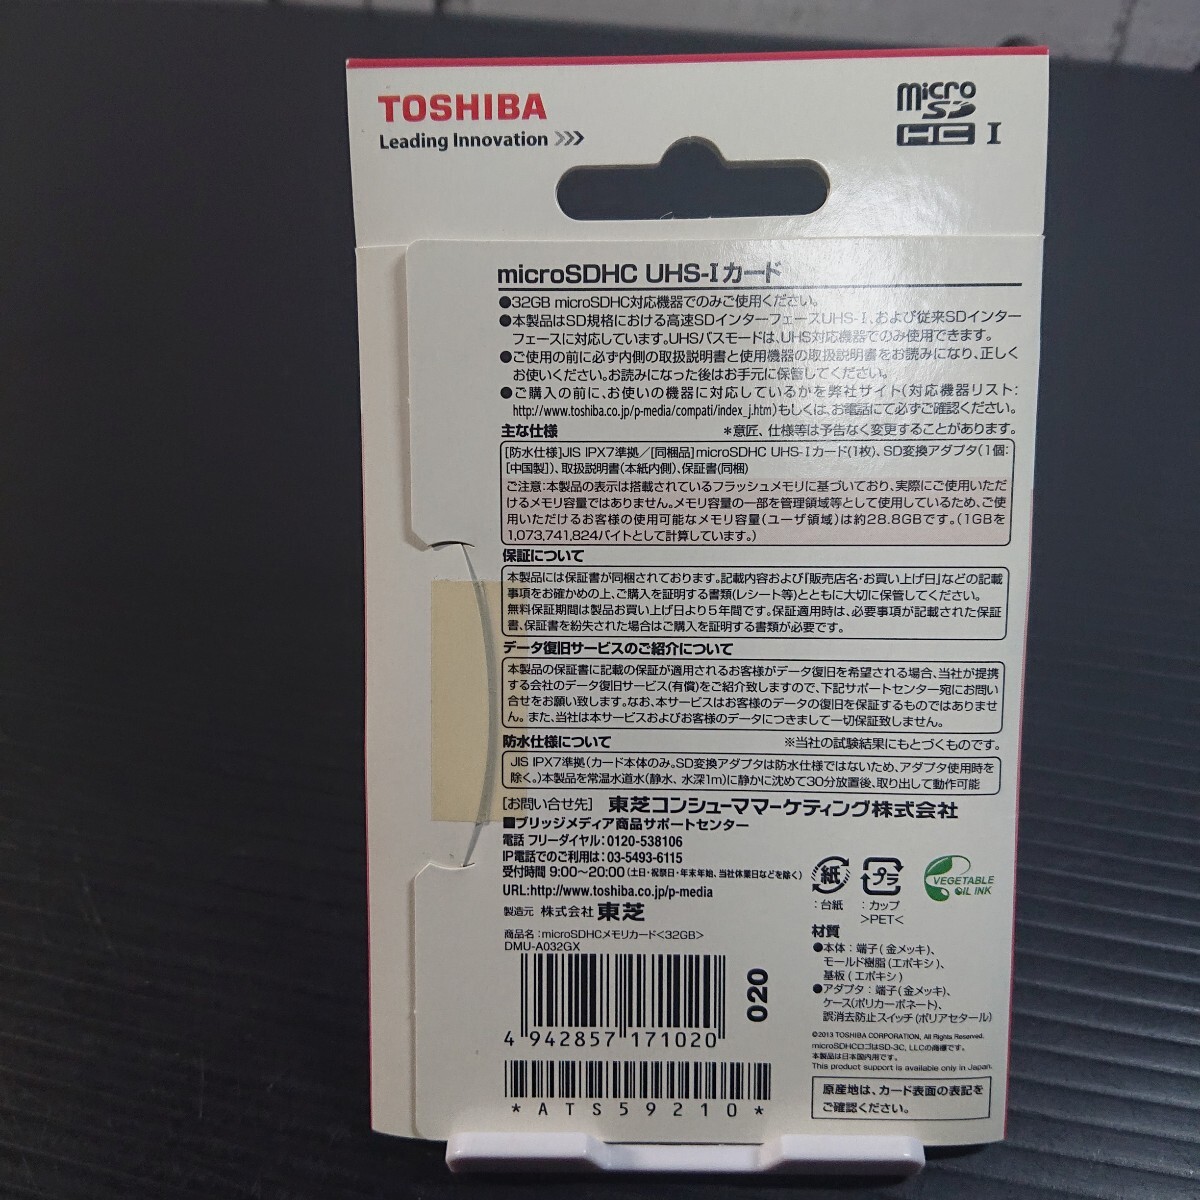 TOSHIBA
Leading Innovation >>>
micro
SD
HC I
microSDHC UHS-Iカード
●32GB microSDHC対応機器でのみご使用ください。
●本製品はSD規格における高速SDインターフェースUHS-I、および従来SDインター
フェースに対応しています。UHSバスモードは、UHS対応機器でのみ使用できます。
●ご使用の前に必ず内側の取扱説明書と使用機器の取扱説明書をお読みになり、正しく
お使いください。お読みになった後はお手元に保管してください。
●ご購入の前に、お使いの機器に対応しているかを弊社サイト(対応機器リスト:
http://www.toshiba.co.jp/p-media/compati/index_j.htm)もしくは、お電話にて必ずご確認ください。
主な仕様 *意匠、仕様等は予告なく変更することがあります。
[防水仕様]JIS IPX7準拠/[同梱品]microSDHC UHS-Iカード(1枚)、SD変換アダプタ(1個:
[中国製])、取扱説明書(本紙内側)、保証書(同梱)
ご注意:本製品の表示は搭載されているフラッシュメモリに基づいており、実際にご使用いただ
けるメモリ容量ではありません。メモリ容量の一部を管理領域等として使用しているため、ご使
用いただけるお客様の使用可能なメモリ容量(ユーザ領域)は約28.8GBです。(1GBを
1,073,741,824バイトとして計算しています。)
保証について
本製品には保証書が同梱されております。記載内容および「販売店名・お買い上げ日」などの記載
事項をお確かめの上、ご購入を証明する書類(レシート等)とともに大切に保管してください。
無料保証期間は製品お買い上げ日より5年間です。保証適用時は、必要事項が記載された保証
書、保証書を紛失された場合はご購入を証明する書類が必要です。
データ復旧サービスのご紹介について
本製品の保証書に記載の保証が適用されるお客様がデータ復旧を希望される場合、当社が提携
する会社のデータ復旧サービス(有償)をご紹介致しますので、下記サポートセンター宛にお問い
合せをお願い致します。なお、本サービスはお客様のデータの復旧を保証するものではありませ
ん。また、当社は本サービスおよびお客様のデータにつきまして一切保証致しません。
防水仕様について ※当社の試験結果にもとづくものです。
JIS IPX7準拠(カード本体のみ。SD変換アダプタは防水仕様ではないため、アダプタ使用時を
除く。)本製品を常温水道水(静水、水深1m)に静かに沈めて30分放置後、取り出して動作可能
[お問い合せ先] 東芝コンシューママーケティング株式会社
■ブリッジメディア商品サポートセンター
電話 フリーダイヤル:0120-538106
IP電話でのご利用は:03-5493-6115
受付時間 9:00〜20:00(土日・祝祭日・年末年始、当社休業日などを除く)
URL:http://www.toshiba.co.jp/p-media
製造元 株式会社 東芝
商品名:microSDHCメモリカード<32GB>
DMU-A032GX
4 942857 171020
020
*ATS59210*
紙
:台紙
プラ
:カップ
>PET<
VEGETABLE
OIL INK
材質
●本体:端子(金メッキ)、
モールド樹脂(エポキシ)、
基板(エポキシ)
●アダプタ:端子(金メッキ)、
ケース(ポリカーボネート)、
誤消去防止スイッチ(ポリアセタール)
©2013 TOSHIBA CORPORATION, All Rights Reserved.
microSDHCロゴはSD-3C, LLCの商標です。
本製品は日本国内用です。
This product support is available only in Japan.
原産地は、カード表面の表記を
ご確認ください。